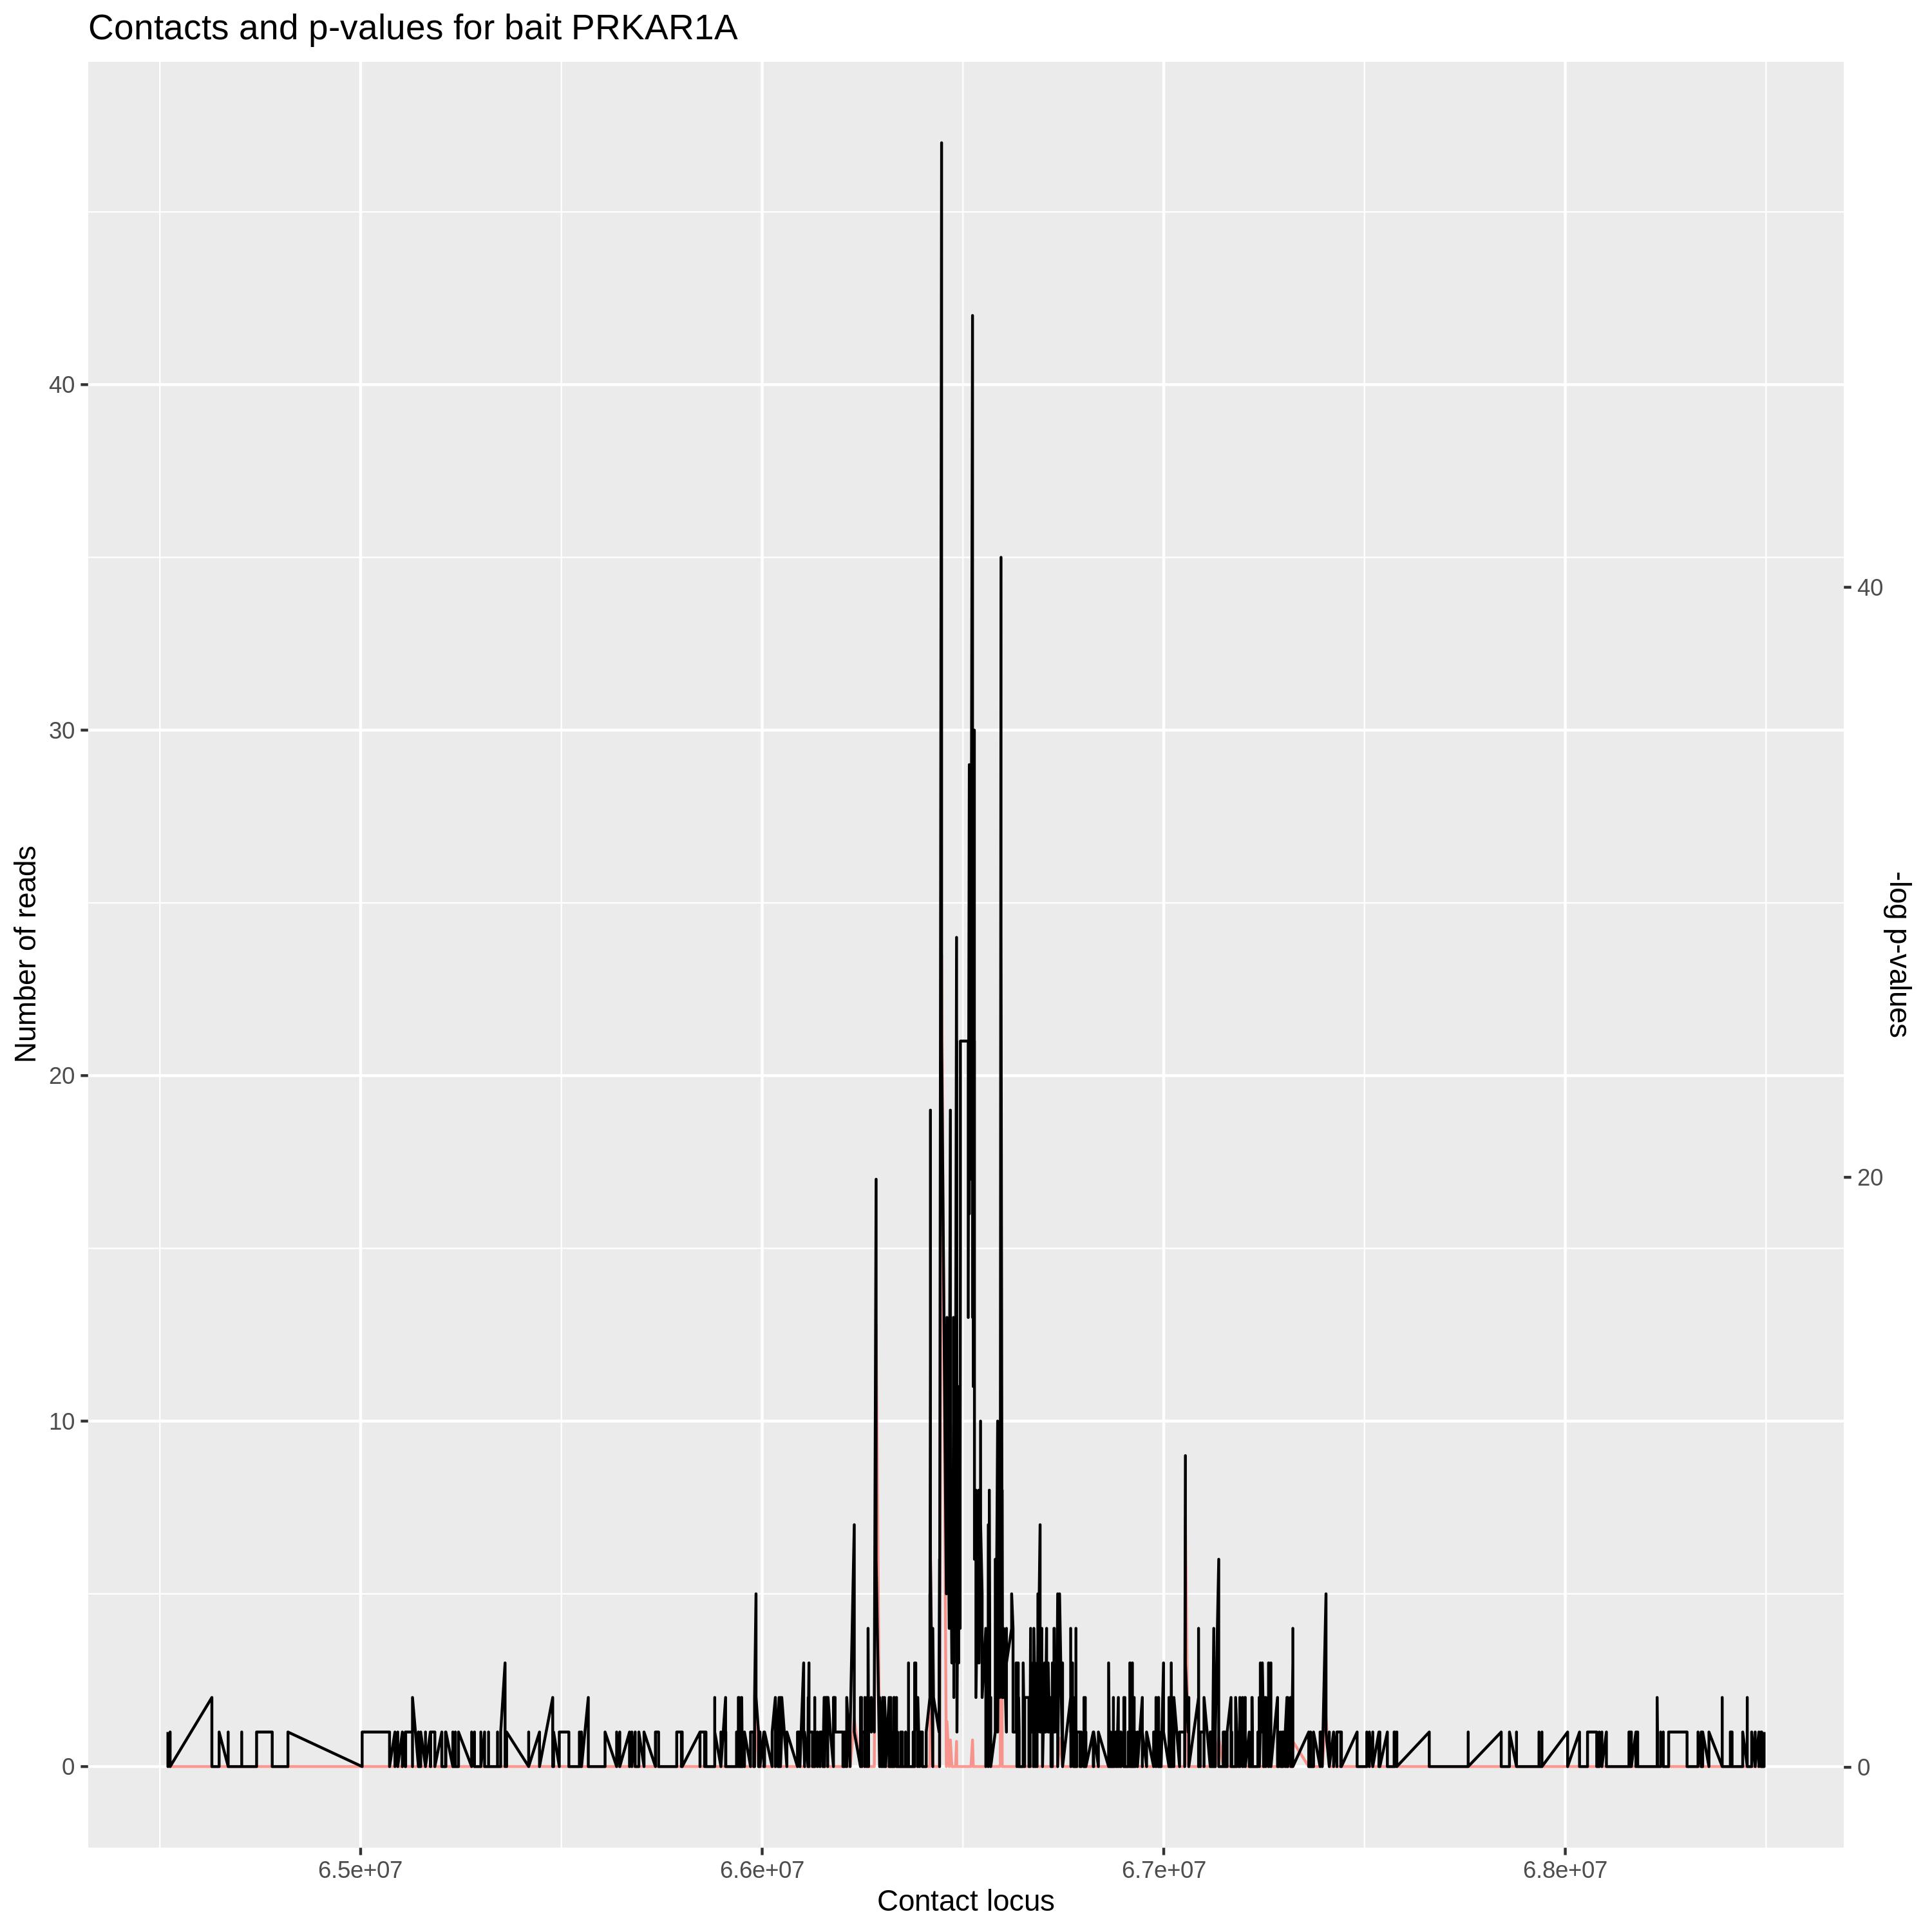 Contacts and p-values for bait PRKAR1A
Number of reads
40
30
20
10
0
40
20
0
-log p-values
6.5e+07
6.6e+07
6.7e+07
6.8e+07
Contact locus